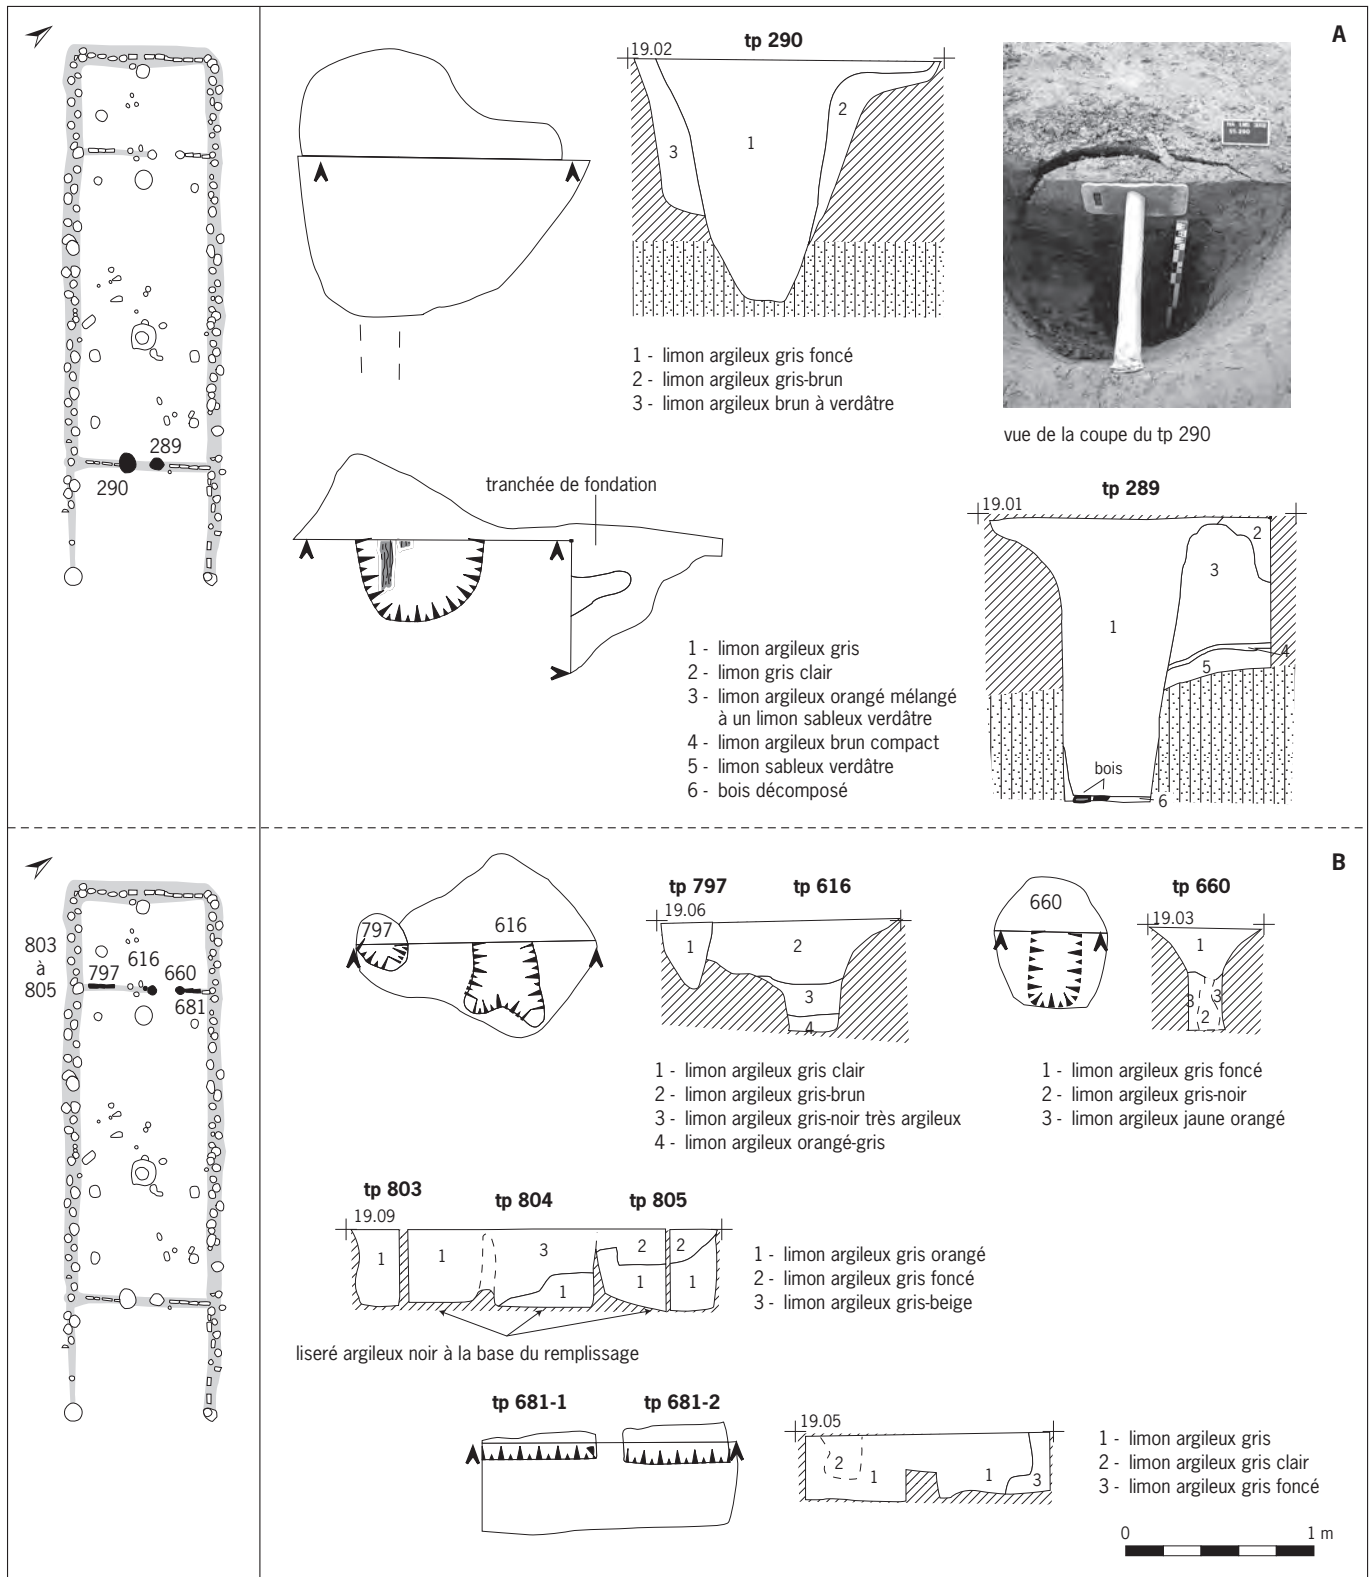 A
289
290
19.02
tp 290
1
2
3
1 - limon argileux gris foncé
2 - limon argileux gris-brun
3 - limon argileux brun à verdâtre
vue de la coupe du tp 290
tranchée de fondation
tp 289
19.01
2
3
1
4
5
bois
6
1 - limon argileux gris
2 - limon gris clair
3 - limon argileux orangé mélangé
à un limon sableux verdâtre
4 - limon argileux brun compact
5 - limon sableux verdâtre
6 - bois décomposé
B
803
à
805
797
616
660
681
797
616
tp 797
tp 616
19.06
1
2
3
4
1 - limon argileux gris clair
2 - limon argileux gris-brun
3 - limon argileux gris-noir très argileux
4 - limon argileux orangé-gris
660
tp 660
19.03
1
3
3
2
1 - limon argileux gris foncé
2 - limon argileux gris-noir
3 - limon argileux jaune orangé
tp 803
tp 804
tp 805
19.09
1
1
3
1
2
1
2
1
liseré argileux noir à la base du remplissage
1 - limon argileux gris orangé
2 - limon argileux gris foncé
3 - limon argileux gris-beige
tp 681-1
tp 681-2
19.05
2
1
1
3
1 - limon argileux gris
2 - limon argileux gris clair
3 - limon argileux gris foncé
0
1 m